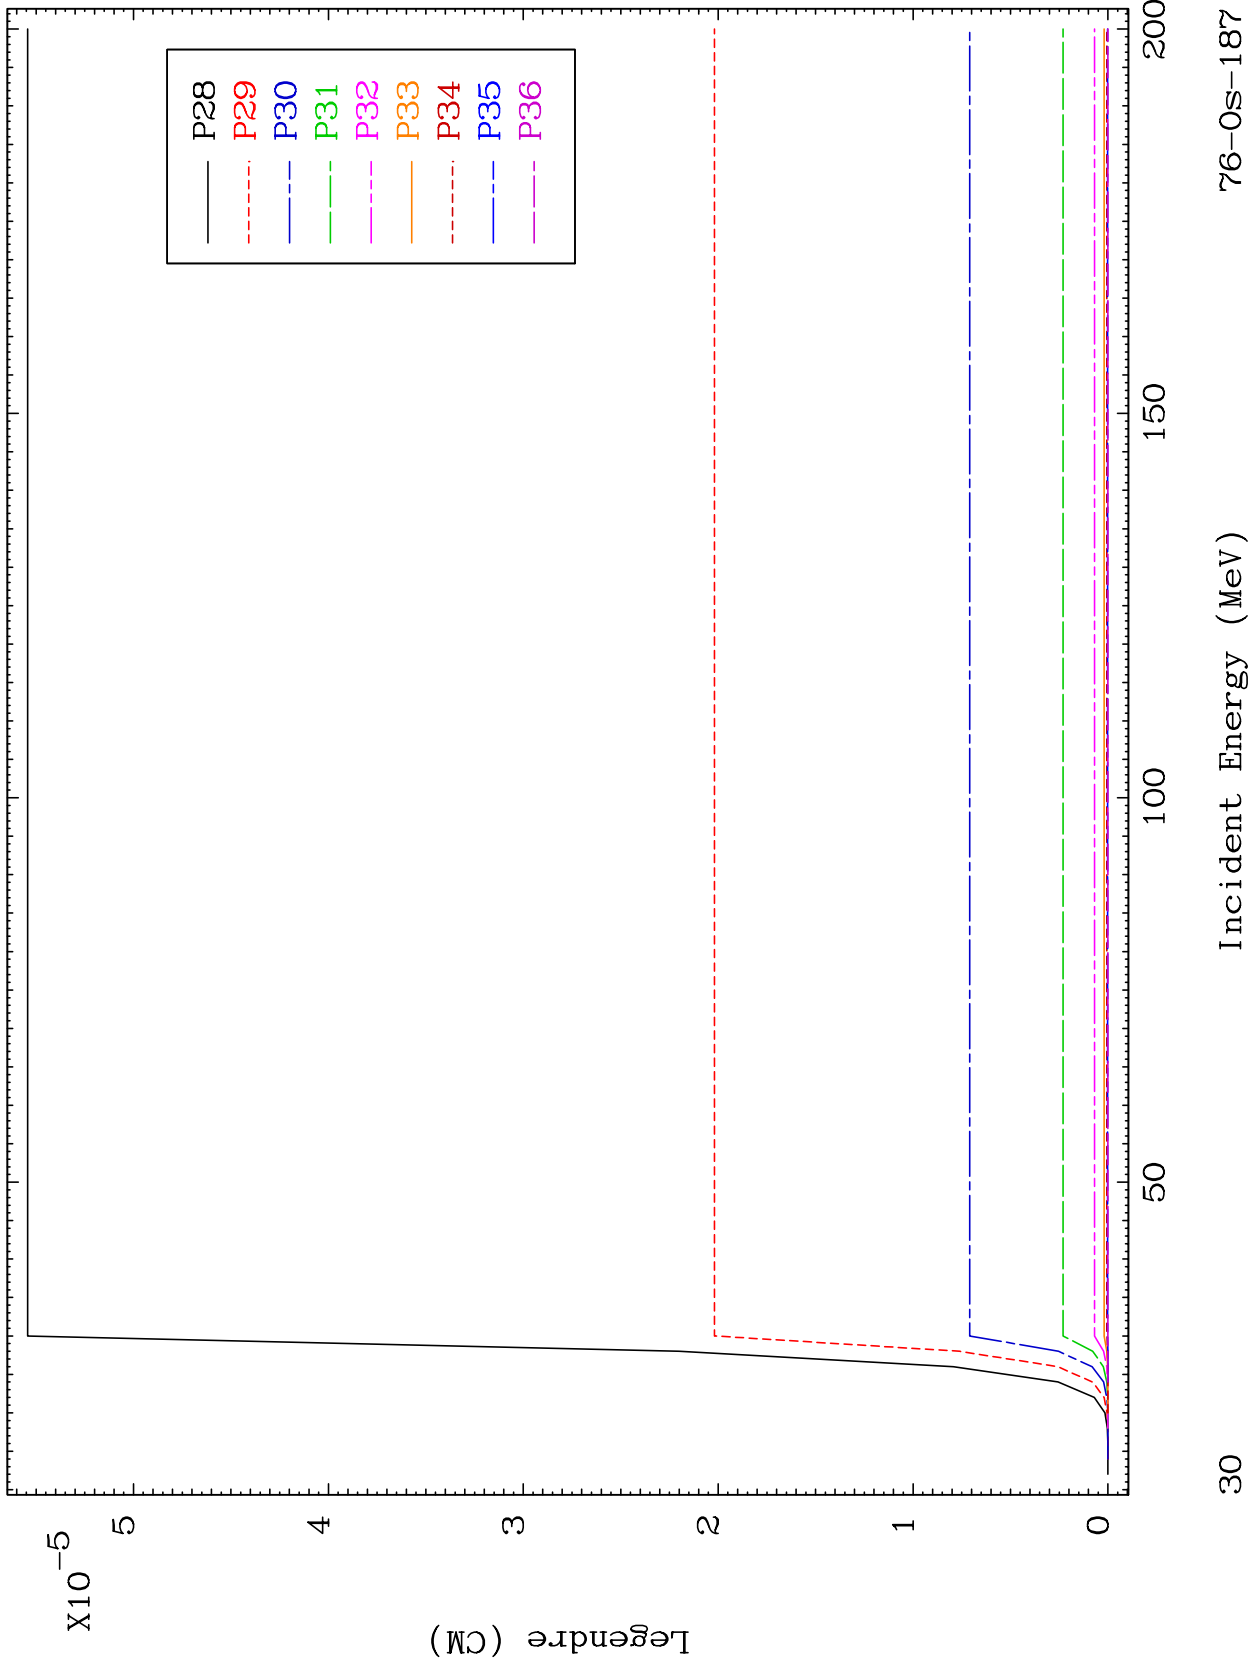 X10-5
5
4
3
2
1
0
Legendre (CM)
P28
P29
P30
P31
P32
P33
P34
P35
P36
50
100
150
200
Incident Energy (MeV)
30
76-Os-187